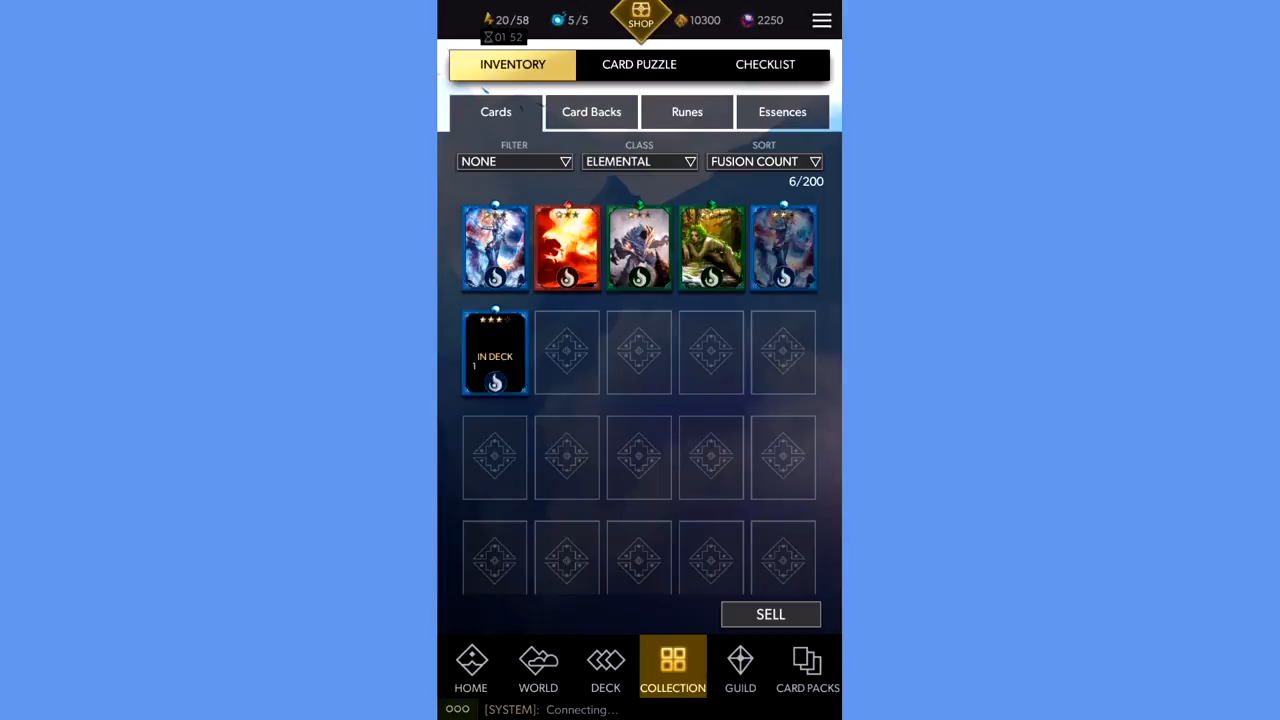 20/58 5/5 SHOP 10300 2250
01 52
INVENTORY CARD PUZZLE CHECKLIST
Cards Card Backs Runes Essences
FILTER CLASS SORT
NONE ELEMENTAL FUSION COUNT
6/200
IN DECK
1
SELL
HOME WORLD DECK COLLECTION GUILD CARD PACKS
[SYSTEM]: Connecting...